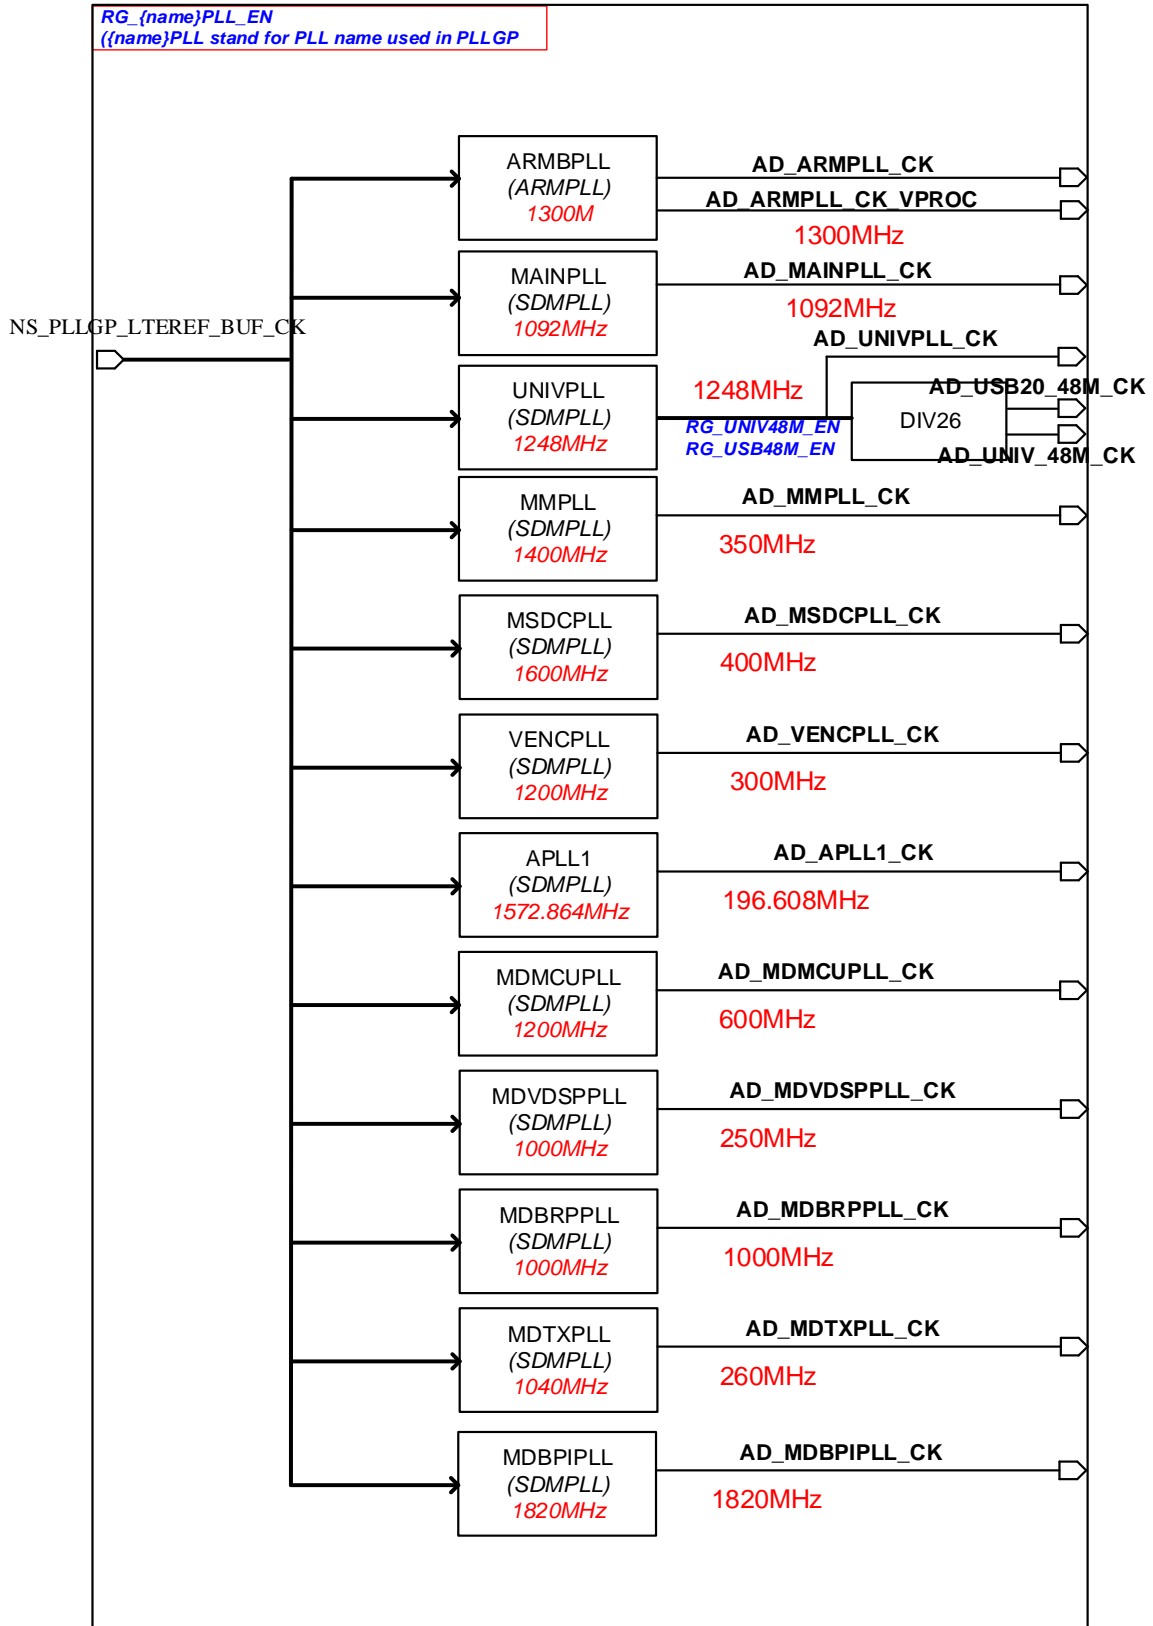 RG_{name}PLL_EN
({name}PLL stand for PLL name used in PLLGP
NS_PLLGP_LTEREF_BUF_CK
ARMBPLL
(ARMPLL)
1300M
AD_ARMPLL_CK
AD_ARMPLL_CK_VPROC
1300MHz
MAINPLL
(SDMPLL)
1092MHz
AD_MAINPLL_CK
1092MHz
UNIVPLL
(SDMPLL)
1248MHz
1248MHz
RG_UNIV48M_EN
RG_USB48M_EN
AD_UNIVPLL_CK
DIV26
AD_USB20_48M_CK
AD_UNIV_48M_CK
MMPLL
(SDMPLL)
1400MHz
AD_MMPLL_CK
350MHz
MSDCPLL
(SDMPLL)
1600MHz
AD_MSDCPLL_CK
400MHz
VENCPLL
(SDMPLL)
1200MHz
AD_VENCPLL_CK
300MHz
APLL1
(SDMPLL)
1572.864MHz
AD_APLL1_CK
196.608MHz
MDMCUPLL
(SDMPLL)
1200MHz
AD_MDMCUPLL_CK
600MHz
MDVDSPPLL
(SDMPLL)
1000MHz
AD_MDVDSPPLL_CK
250MHz
MDBRPPLL
(SDMPLL)
1000MHz
AD_MDBRPPLL_CK
1000MHz
MDTXPLL
(SDMPLL)
1040MHz
AD_MDTXPLL_CK
260MHz
MDBPIPLL
(SDMPLL)
1820MHz
AD_MDBPIPLL_CK
1820MHz